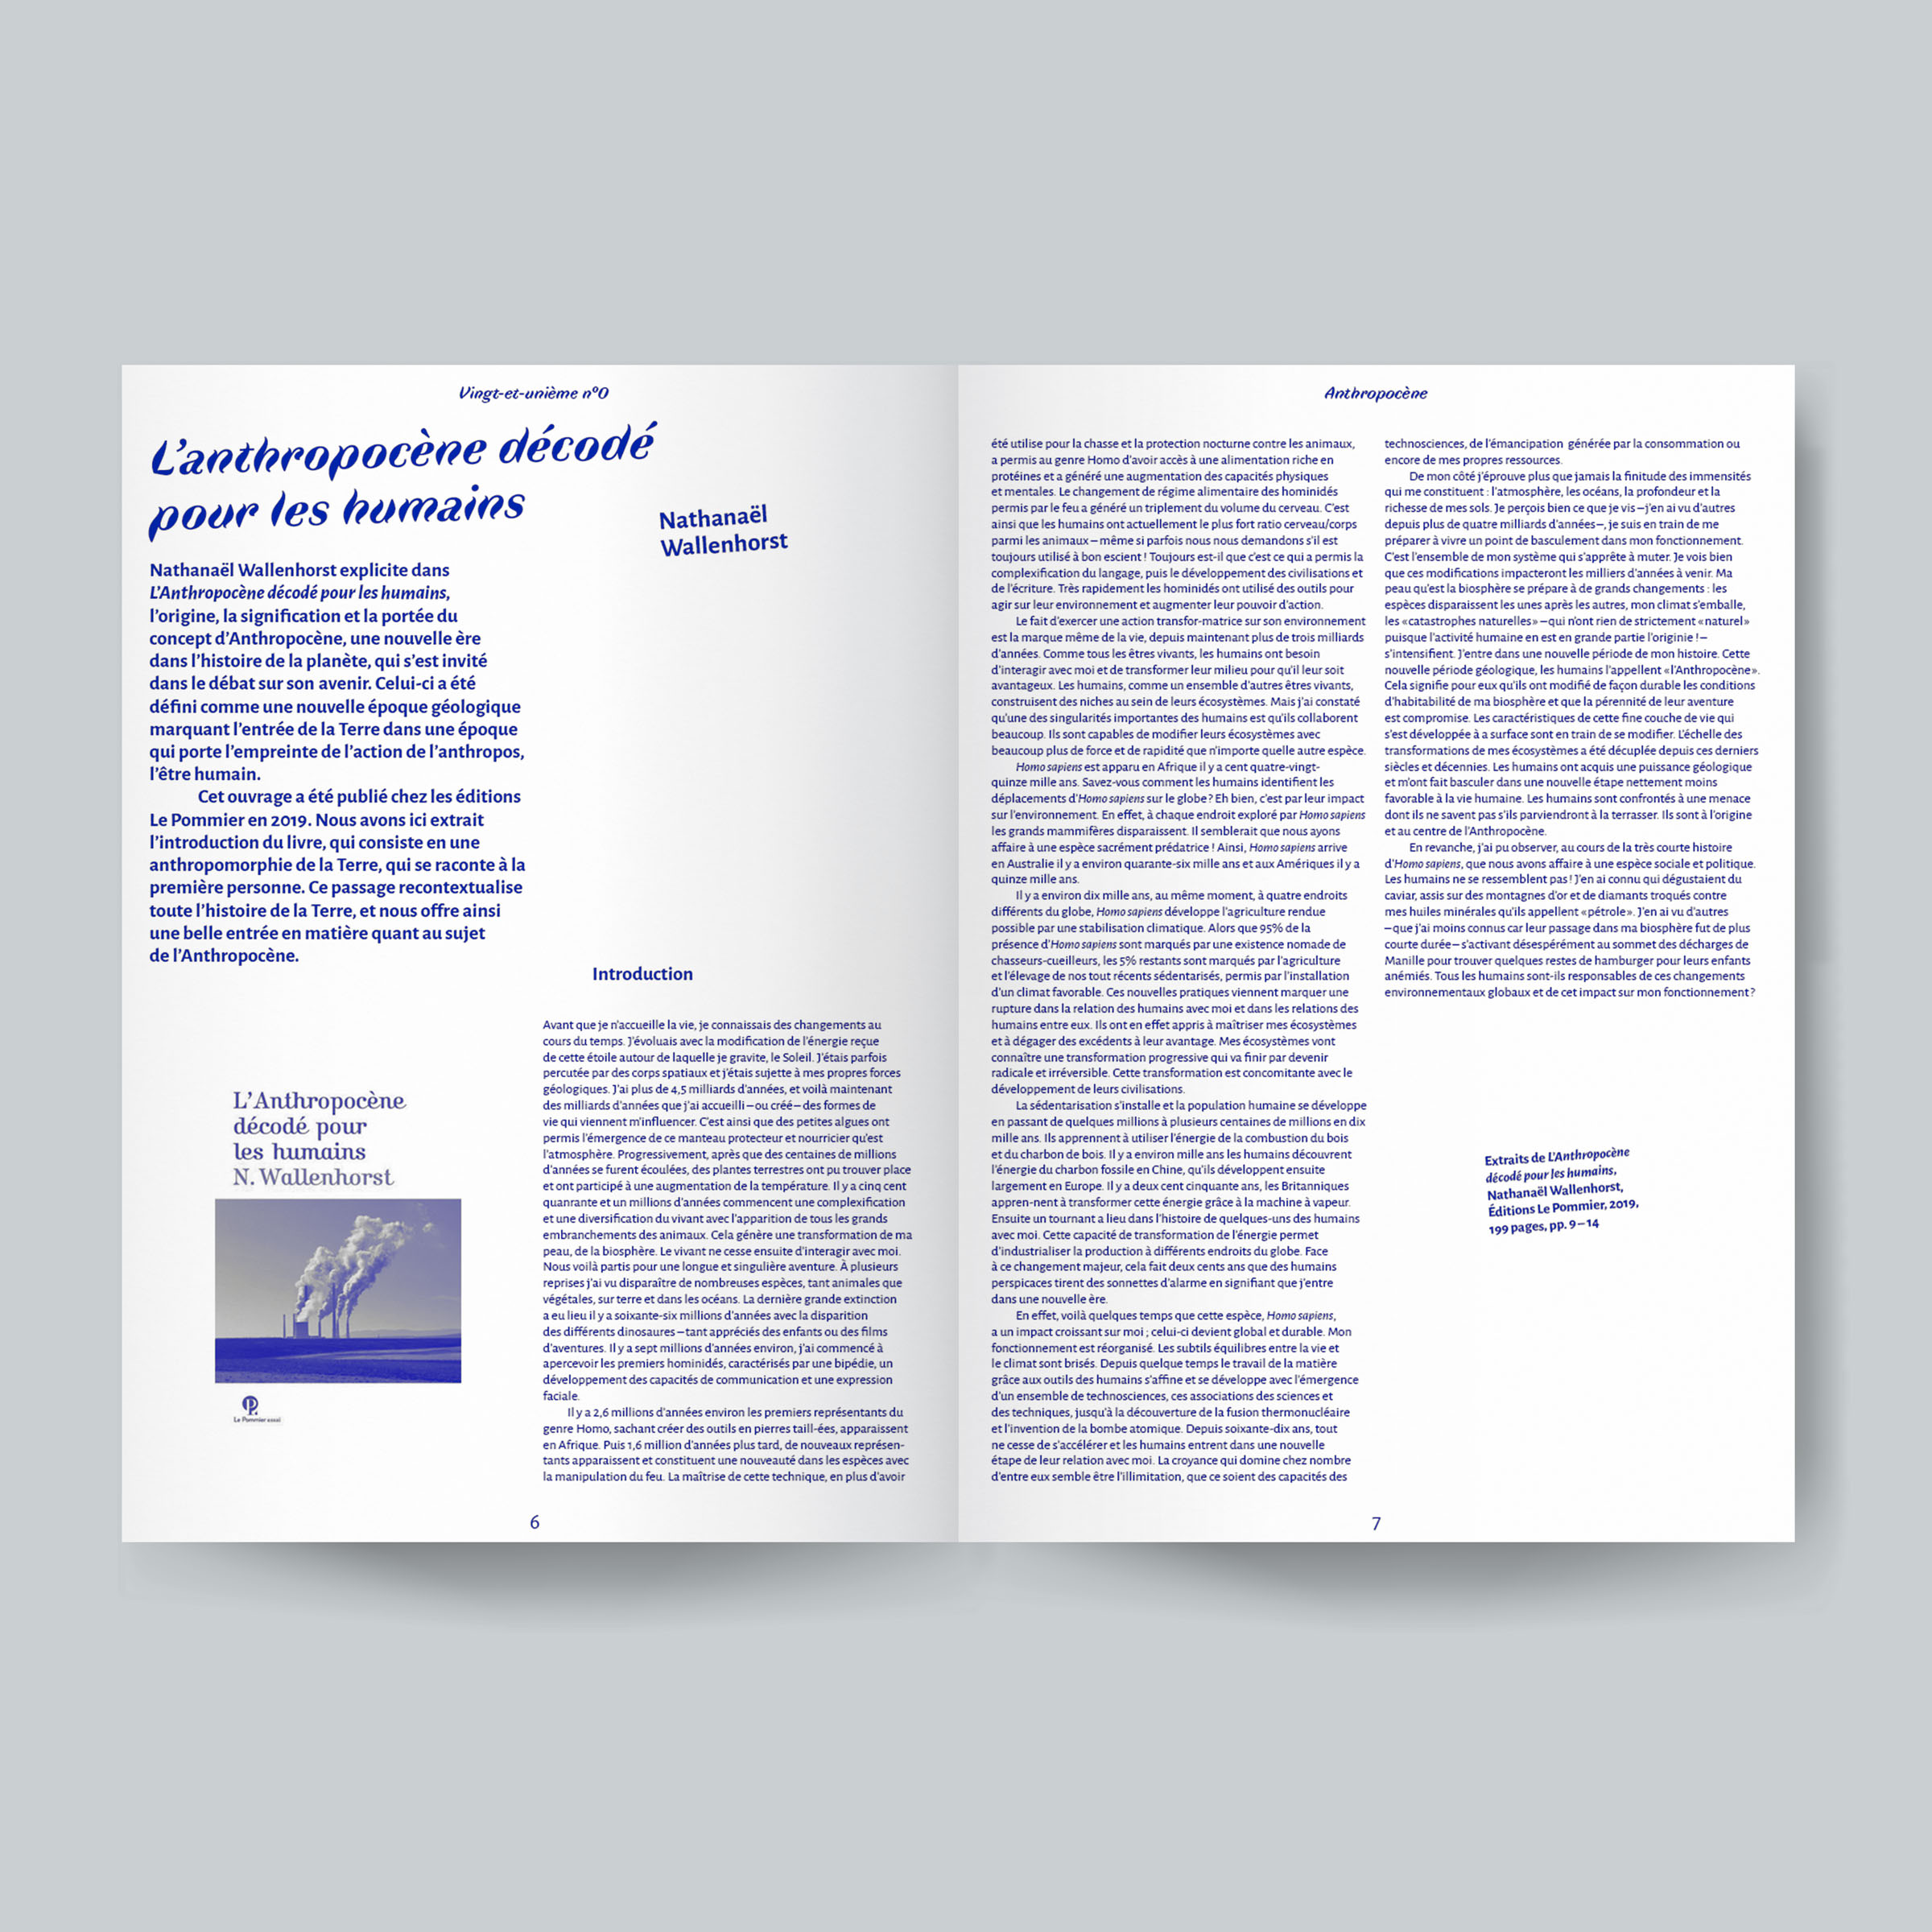 Vingt-et-unième nº0
L'anthropocène décodé
pour les humains
Nathanaël
Wallenhorst
Nathanaël Wallenhorst explicite dans
L'Anthropocène décodé pour les humains,
l'origine, la signification et la portée du
concept d'Anthropocène, une nouvelle ère
dans l'histoire de la planète, qui s'est invité
dans le débat sur son avenir. Celui-ci a été
défini comme une nouvelle époque géologique
marquant l'entrée de la Terre dans une époque
qui porte l'empreinte de l'action de l'anthropos,
l'être humain.
Cet ouvrage a été publié chez les éditions
Le Pommier en 2019. Nous avons ici extrait
l'introduction du livre, qui consiste en une
anthropomorphie de la Terre, qui se raconte à la
première personne. Ce passage recontextualise
toute l'histoire de la Terre, et nous offre ainsi
une belle entrée en matière quant au sujet
de l'Anthropocène.
L'Anthropocène
décodé pour
les humains
N. Wallenhorst
Le Pommier essai
Introduction
Avant que je n'accueille la vie, je connaissais des changements au
cours du temps. J'évoluais avec la modification de l'énergie reçue
de cette étoile autour de laquelle je gravite, le Soleil. J'étais parfois
percutée par des corps spatiaux et j'étais sujette à mes propres forces
géologiques. J'ai plus de 4,5 milliards d'années, et voilà maintenant
des milliards d'années que j'ai accueilli – ou créé – des formes de
vie qui viennent m'influencer. C'est ainsi que des petites algues ont
permis l'émergence de ce manteau protecteur et nourricier qu'est
l'atmosphère. Progressivement, après que des centaines de millions
d'années se furent écoulées, des plantes terrestres ont pu trouver place
et ont participé à une augmentation de la température. Il y a cinq cent
quanrante et un millions d'années commencent une complexification
et une diversification du vivant avec l'apparition de tous les grands
embranchements des animaux. Cela génère une transformation de ma
peau, de la biosphère. Le vivant ne cesse ensuite d'interagir avec moi.
Nous voilà partis pour une longue et singulière aventure. À plusieurs
reprises j'ai vu disparaître de nombreuses espèces, tant animales que
végétales, sur terre et dans les océans. La dernière grande extinction
a eu lieu il y a soixante-six millions d'années avec la disparition
des différents dinosaures – tant appréciés des enfants ou des films
d'aventures. Il y a sept millions d'années environ, j'ai commencé à
apercevoir les premiers hominidés, caractérisés par une bipédie, un
développement des capacités de communication et une expression
faciale.
Il y a 2,6 millions d'années environ les premiers représentants du
genre Homo, sachant créer des outils en pierres taill-ées, apparaissent
en Afrique. Puis 1,6 million d'années plus tard, de nouveaux représen-
tants apparaissent et constituent une nouveauté dans les espèces avec
la manipulation du feu. La maîtrise de cette technique, en plus d'avoir
6
Anthropocène
été utilise pour la chasse et la protection nocturne contre les animaux,
a permis au genre Homo d'avoir accès à une alimentation riche en
protéines et a généré une augmentation des capacités physiques
et mentales. Le changement de régime alimentaire des hominidés
permis par le feu a généré un triplement du volume du cerveau. C'est
ainsi que les humains ont actuellement le plus fort ratio cerveau/corps
parmi les animaux – même si parfois nous nous demandons s'il est
toujours utilisé à bon escient ! Toujours est-il que c'est ce qui a permis la
complexification du langage, puis le développement des civilisations et
de l'écriture. Très rapidement les hominidés ont utilisé des outils pour
agir sur leur environnement et augmenter leur pouvoir d'action.
Le fait d'exercer une action transfor-matrice sur son environnement
est la marque même de la vie, depuis maintenant plus de trois milliards
d'années. Comme tous les êtres vivants, les humains ont besoin
d'interagir avec moi et de transformer leur milieu pour qu'il leur soit
avantageux. Les humains, comme un ensemble d'autres êtres vivants,
construisent des niches au sein de leurs écosystèmes. Mais j'ai constaté
qu'une des singularités importantes des humains est qu'ils collaborent
beaucoup. Ils sont capables de modifier leurs écosystèmes avec
beaucoup plus de force et de rapidité que n'importe quelle autre espèce.
Homo sapiens est apparu en Afrique il y a cent quatre-vingt-
quinze mille ans. Savez-vous comment les humains identifient les
déplacements d'Homo sapiens sur le globe ? Eh bien, c'est par leur impact
sur l'environnement. En effet, à chaque endroit exploré par Homo sapiens
les grands mammifères disparaissent. Il semblerait que nous ayons
affaire à une espèce sacrément prédatrice ! Ainsi, Homo sapiens arrive
en Australie il y a environ quarante-six mille ans et aux Amériques il y a
quinze mille ans.
Il y a environ dix mille ans, au même moment, à quatre endroits
différents du globe, Homo sapiens développe l'agriculture rendue
possible par une stabilisation climatique. Alors que 95% de la
présence d'Homo sapiens sont marqués par une existence nomade de
chasseurs-cueilleurs, les 5% restants sont marqués par l'agriculture
et l'élevage de nos tout récents sédentarisés, permis par l'installation
d'un climat favorable. Ces nouvelles pratiques viennent marquer une
rupture dans la relation des humains avec moi et dans les relations des
humains entre eux. Ils ont en effet appris à maîtriser mes écosystèmes
et à dégager des excédents à leur avantage. Mes écosystèmes vont
connaître une transformation progressive qui va finir par devenir
radicale et irréversible. Cette transformation est concomitante avec le
développement de leurs civilisations.
La sédentarisation s'installe et la population humaine se développe
en passant de quelques millions à plusieurs centaines de millions en dix
mille ans. Ils apprennent à utiliser l'énergie de la combustion du bois
et du charbon de bois. Il y a environ mille ans les humains découvrent
l'énergie du charbon fossile en Chine, qu'ils développent ensuite
largement en Europe. Il y a deux cent cinquante ans, les Britanniques
appren-nent à transformer cette énergie grâce à la machine à vapeur.
Ensuite un tournant a lieu dans l'histoire de quelques-uns des humains
avec moi. Cette capacité de transformation de l'énergie permet
d'industrialiser la production à différents endroits du globe. Face
à ce changement majeur, cela fait deux cents ans que des humains
perspicaces tirent des sonnettes d'alarme en signifiant que j'entre
dans une nouvelle ère.
En effet, voilà quelques temps que cette espèce, Homo sapiens,
a un impact croissant sur moi ; celui-ci devient global et durable. Mon
fonctionnement est réorganisé. Les subtils équilibres entre la vie et
le climat sont brisés. Depuis quelque temps le travail de la matière
grâce aux outils des humains s'affine et se développe avec l'émergence
d'un ensemble de technosciences, ces associations des sciences et
des techniques, jusqu'à la découverte de la fusion thermonucléaire
et l'invention de la bombe atomique. Depuis soixante-dix ans, tout
ne cesse de s'accélérer et les humains entrent dans une nouvelle
étape de leur relation avec moi. La croyance qui domine chez nombre
d'entre eux semble être l'illimitation, que ce soient des capacités des
technosciences, de l'émancipation générée par la consommation ou
encore de mes propres ressources.
De mon côté j'éprouve plus que jamais la finitude des immensités
qui me constituent : l'atmosphère, les océans, la profondeur et la
richesse de mes sols. Je perçois bien ce que je vis – j'en ai vu d'autres
depuis plus de quatre milliards d'années –, je suis en train de me
préparer à vivre un point de basculement dans mon fonctionnement.
C'est l'ensemble de mon système qui s'apprête à muter. Je vois bien
que ces modifications impacteront les milliers d'années à venir. Ma
peau qu'est la biosphère se prépare à de grands changements : les
espèces disparaissent les unes après les autres, mon climat s'emballe,
les « catastrophes naturelles » – qui n'ont rien de strictement « naturel »
puisque l'activité humaine en est en grande partie l'originie ! –
s'intensifient. J'entre dans une nouvelle période de mon histoire. Cette
nouvelle période géologique, les humains l'appellent « l'Anthropocène ».
Cela signifie pour eux qu'ils ont modifié de façon durable les conditions
d'habitabilité de ma biosphère et que la pérennité de leur aventure
est compromise. Les caractéristiques de cette fine couche de vie qui
s'est développée à a surface sont en train de se modifier. L'échelle des
transformations de mes écosystèmes a été décuplée depuis ces derniers
siècles et décennies. Les humains ont acquis une puissance géologique
et m'ont fait basculer dans une nouvelle étape nettement moins
favorable à la vie humaine. Les humains sont confrontés à une menace
dont ils ne savent pas s'ils parviendront à la terrasser. Ils sont à l'origine
et au centre de l'Anthropocène.
En revanche, j'ai pu observer, au cours de la très courte histoire
d'Homo sapiens, que nous avons affaire à une espèce sociale et politique.
Les humains ne se ressemblent pas ! J'en ai connu qui dégustaient du
caviar, assis sur des montagnes d'or et de diamants troqués contre
mes huiles minérales qu'ils appellent « pétrole ». J'en ai vu d'autres
– que j'ai moins connus car leur passage dans ma biosphère fut de plus
courte durée – s'activant désespérément au sommet des décharges de
Manille pour trouver quelques restes de hamburger pour leurs enfants
anémiés. Tous les humains sont-ils responsables de ces changements
environnementaux globaux et de cet impact sur mon fonctionnement ?
Extraits de L'Anthropocène
décodé pour les humains,
Nathanaël Wallenhorst,
Éditions Le Pommier, 2019,
199 pages, pp. 9–14
7